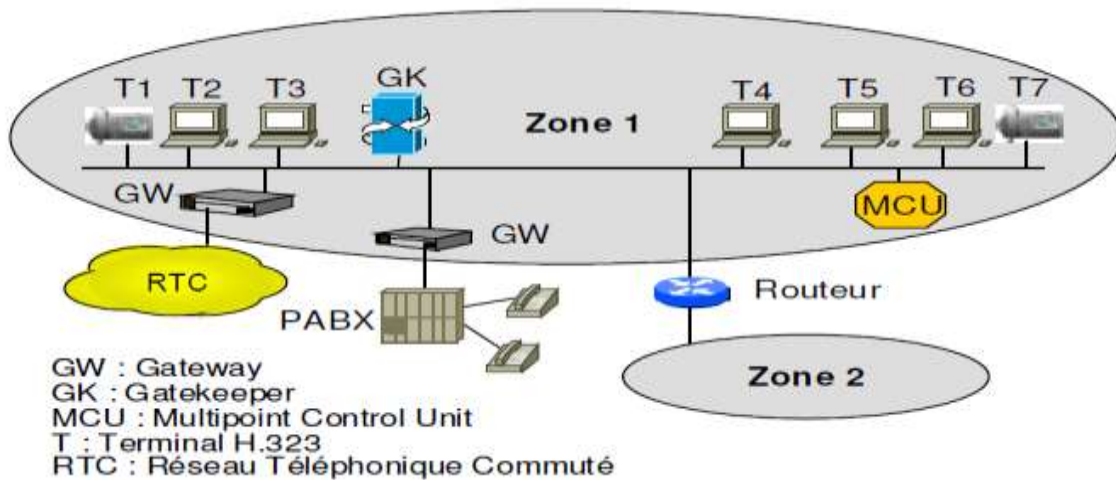 T1 T2 T3 GK T4 T5 T6 T7
Zone 1
GW
MCU
GW
RTC
Routeur
PABX
Zone 2
GW : Gateway
GK : Gatekeeper
MCU : Multipoint Control Unit
T : Terminal H.323
RTC : Réseau Téléphonique Commuté